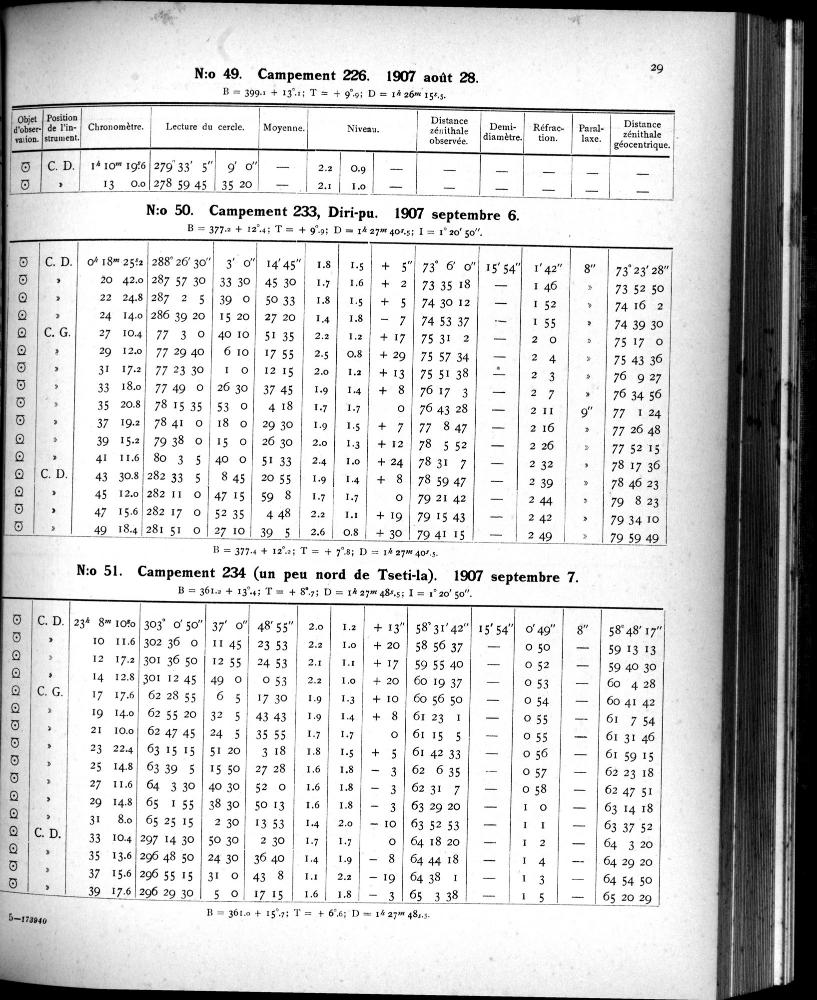 29
N:o 49. Campement 226. 1907 août 28.
B = 399.1 + 13°.1; T = + 9°.9; D = 1h 26m 15s.5.
Objet d'observation. Position de l'instrument. Chronomètre. Lecture du cercle. Moyenne. Niveau. Distance zénithale observée. Demi-diamètre. Réfraction. Parallaxe. Distance zénithale géocentrique.
C. D. 1h 10m 19s.6 279° 33' 5" 9' 0" — 2.2 0.9 — — — — — —
» 13 0.0 278 59 45 35 20 — 2.1 1.0 — — — — — —
N:o 50. Campement 233, Diri-pu. 1907 septembre 6.
B = 377.2 + 12°.4; T = + 9°.9; D = 1h 27m 40s.5; I = 1° 20' 50".
C. D. 0h 18m 25s.2 288° 26' 30" 3' 0" 14' 45" 1.8 1.5 + 5" 73° 6' 0" 15' 54" 1' 42" 8" 73° 23' 28"
» 20 42.0 287 57 30 33 30 45 30 1.7 1.6 + 2 73 35 18 — 1 46 » 73 52 50
» 22 24.8 287 2 5 39 0 50 33 1.8 1.5 + 5 74 30 12 — 1 52 » 74 16 2
» 24 14.0 286 39 20 15 20 27 20 1.4 1.8 − 7 74 53 37 — 1 55 » 74 39 30
C. G. 27 10.4 77 3 0 40 10 51 35 2.2 1.2 + 17 75 31 2 — 2 0 » 75 17 0
» 29 12.0 77 29 40 6 10 17 55 2.5 0.8 + 29 75 57 34 — 2 4 » 75 43 36
» 31 17.2 77 23 30 1 0 12 15 2.0 1.2 + 13 75 51 38 — 2 3 » 76 9 27
» 33 18.0 77 49 0 26 30 37 45 1.9 1.4 + 8 76 17 3 — 2 7 » 76 34 56
» 35 20.8 78 15 35 53 0 4 18 1.7 1.7 0 76 43 28 — 2 11 9" 77 1 24
» 37 19.2 78 41 0 18 0 29 30 1.9 1.5 + 7 77 8 47 — 2 16 » 77 26 48
» 39 15.2 79 38 0 15 0 26 30 2.0 1.3 + 12 78 5 52 — 2 26 » 77 52 15
» 41 11.6 80 3 5 40 0 51 33 2.4 1.0 + 24 78 31 7 — 2 32 » 78 17 36
C. D. 43 30.8 282 33 5 8 45 20 55 1.9 1.4 + 8 78 59 47 — 2 39 » 78 46 23
» 45 12.0 282 11 0 47 15 59 8 1.7 1.7 0 79 21 42 — 2 44 » 79 8 23
» 47 15.6 282 17 0 52 35 4 48 2.2 1.1 + 19 79 15 43 — 2 42 » 79 34 10
» 49 18.4 281 51 0 27 10 39 5 2.6 0.8 + 30 79 41 15 — 2 49 » 79 59 49
B = 377.4 + 12°.2; T = + 7°.8; D = 1h 27m 40s.5.
N:o 51. Campement 234 (un peu nord de Tseti-la). 1907 septembre 7.
B = 361.2 + 13°.4; T = + 8°.7; D = 1h 27m 48s.5; I = 1° 20' 50".
C. D. 23h 8m 10s.0 303° 0' 50" 37' 0" 48' 55" 2.0 1.2 + 13" 58° 31' 42" 15' 54" 0' 49" 8" 58° 48' 17"
» 10 11.6 302 36 0 11 45 23 53 2.2 1.0 + 20 58 56 37 — 0 50 — 59 13 13
» 12 17.2 301 36 50 12 55 24 53 2.1 1.1 + 17 59 55 40 — 0 52 — 59 40 30
» 14 12.8 301 12 45 49 0 0 53 2.2 1.0 + 20 60 19 37 — 0 53 — 60 4 28
C. G. 17 17.6 62 28 55 6 5 17 30 1.9 1.3 + 10 60 56 50 — 0 54 — 60 41 42
» 19 14.0 62 55 20 32 5 43 43 1.9 1.4 + 8 61 23 1 — 0 55 — 61 7 54
» 21 10.0 62 47 45 24 5 35 55 1.7 1.7 0 61 15 5 — 0 55 — 61 31 46
» 23 22.4 63 15 15 51 20 3 18 1.8 1.5 + 5 61 42 33 — 0 56 — 61 59 15
» 25 14.8 63 39 5 15 50 27 28 1.6 1.8 − 3 62 6 35 — 0 57 — 62 23 18
» 27 11.6 64 3 30 40 30 52 0 1.6 1.8 − 3 62 31 7 — 0 58 — 62 47 51
» 29 14.8 65 1 55 38 30 50 13 1.6 1.8 − 3 63 29 20 — 1 0 — 63 14 18
» 31 8.0 65 25 15 2 30 13 53 1.4 2.0 − 10 63 52 53 — 1 1 — 63 37 52
C. D. 33 10.4 297 14 30 50 30 2 30 1.7 1.7 0 64 18 20 — 1 2 — 64 3 20
» 35 13.6 296 48 50 24 30 36 40 1.4 1.9 − 8 64 44 18 — 1 4 — 64 29 20
» 37 15.6 296 55 15 31 0 43 8 1.1 2.2 − 19 64 38 1 — 1 3 — 64 54 50
» 39 17.6 296 29 30 5 0 17 15 1.6 1.8 − 3 65 3 38 — 1 5 — 65 20 29
B = 361.0 + 15°.7; T = + 6°.6; D = 1h 27m 48s.5.
5—173940